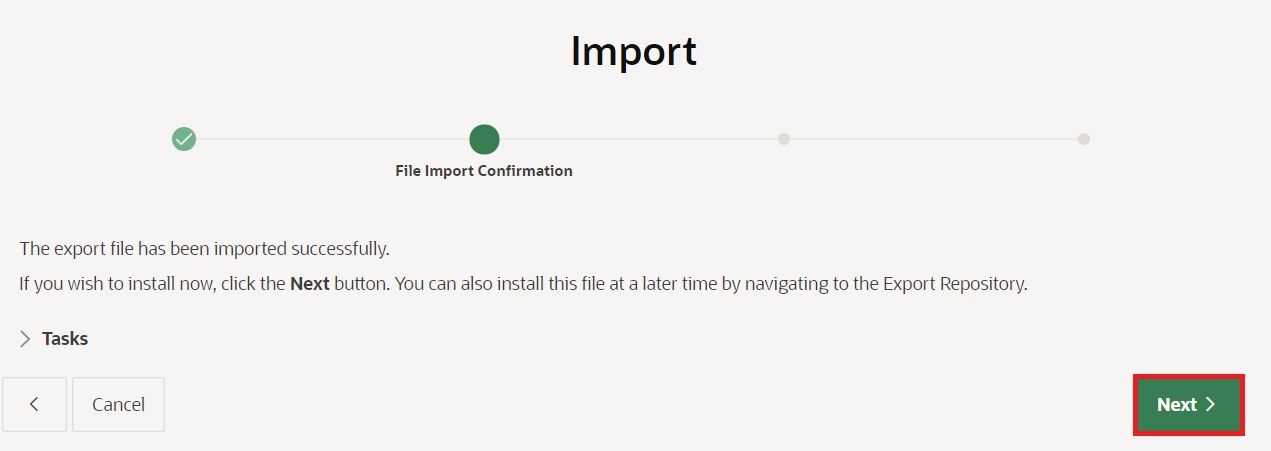 Import
File Import Confirmation
The export file has been imported successfully.
If you wish to install now, click the Next button. You can also install this file at a later time by navigating to the Export Repository.
Tasks
Cancel
Next